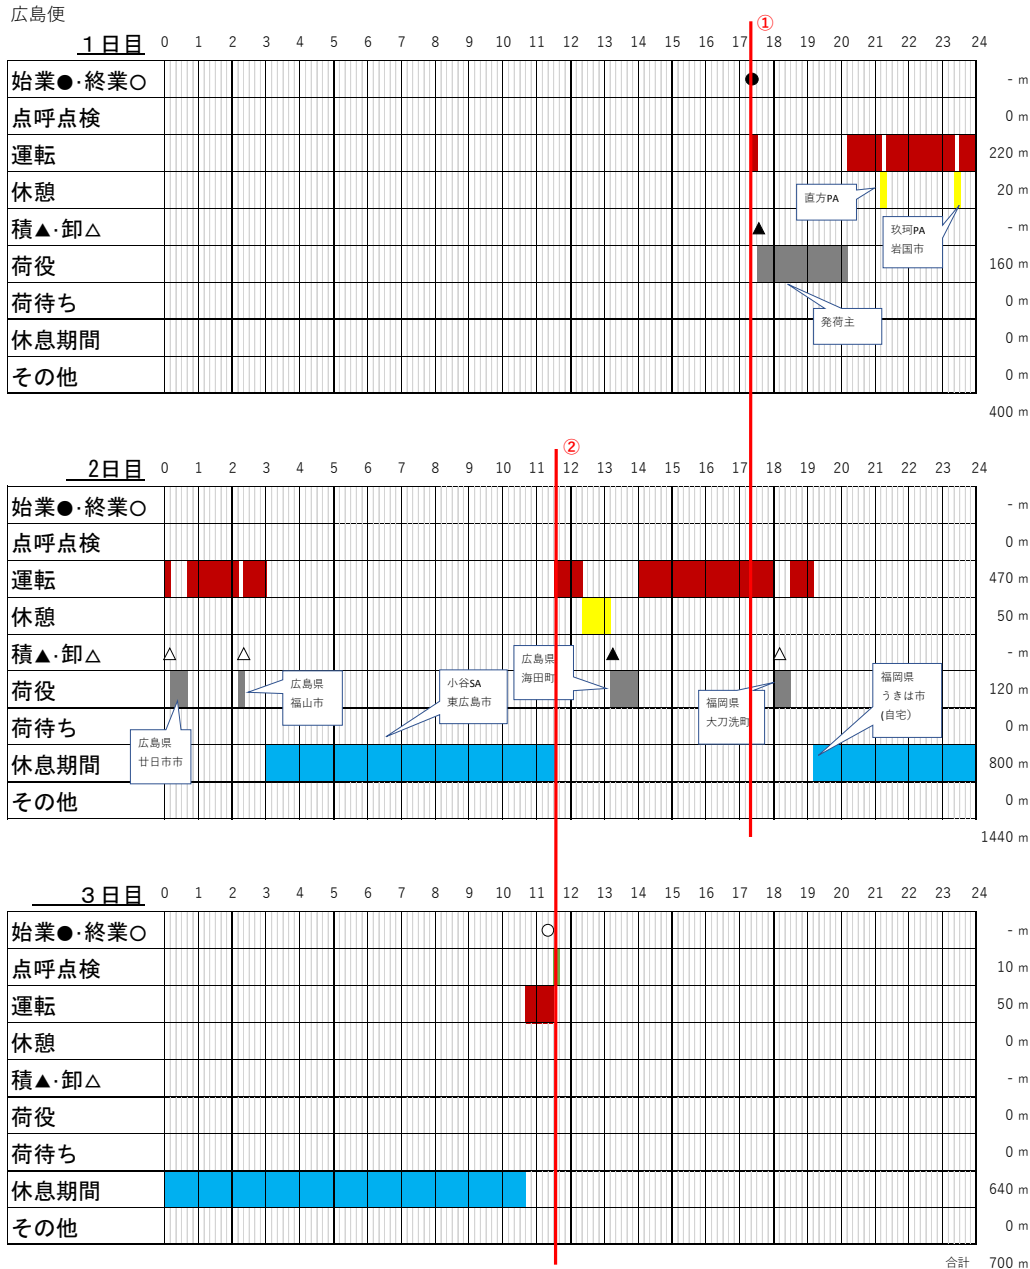 広島便
①
１日目 0 1 2 3 4 5 6 7 8 9 10 11 12 13 14 15 16 17 18 19 20 21 22 23 24
始業●･終業○ - m
点呼点検 0 m
運転 220 m
休憩 20 m
直方PA
積▲･卸△ - m
玖珂PA
岩国市
荷役 160 m
荷待ち 0 m
発荷主
休息期間 0 m
その他 0 m
400 m
②
2日目 0 1 2 3 4 5 6 7 8 9 10 11 12 13 14 15 16 17 18 19 20 21 22 23 24
始業●･終業○ - m
点呼点検 0 m
運転 470 m
休憩 50 m
積▲･卸△ - m
広島県
海田町
荷役 120 m
広島県
福山市
小谷SA
東広島市
福岡県
大刀洗町
福岡県
うきは市
(自宅）
荷待ち 0 m
広島県
廿日市市
休息期間 800 m
その他 0 m
1440 m
３日目 0 1 2 3 4 5 6 7 8 9 10 11 12 13 14 15 16 17 18 19 20 21 22 23 24
始業●･終業○ - m
点呼点検 10 m
運転 50 m
休憩 0 m
積▲･卸△ - m
荷役 0 m
荷待ち 0 m
休息期間 640 m
その他 0 m
合計 700 m